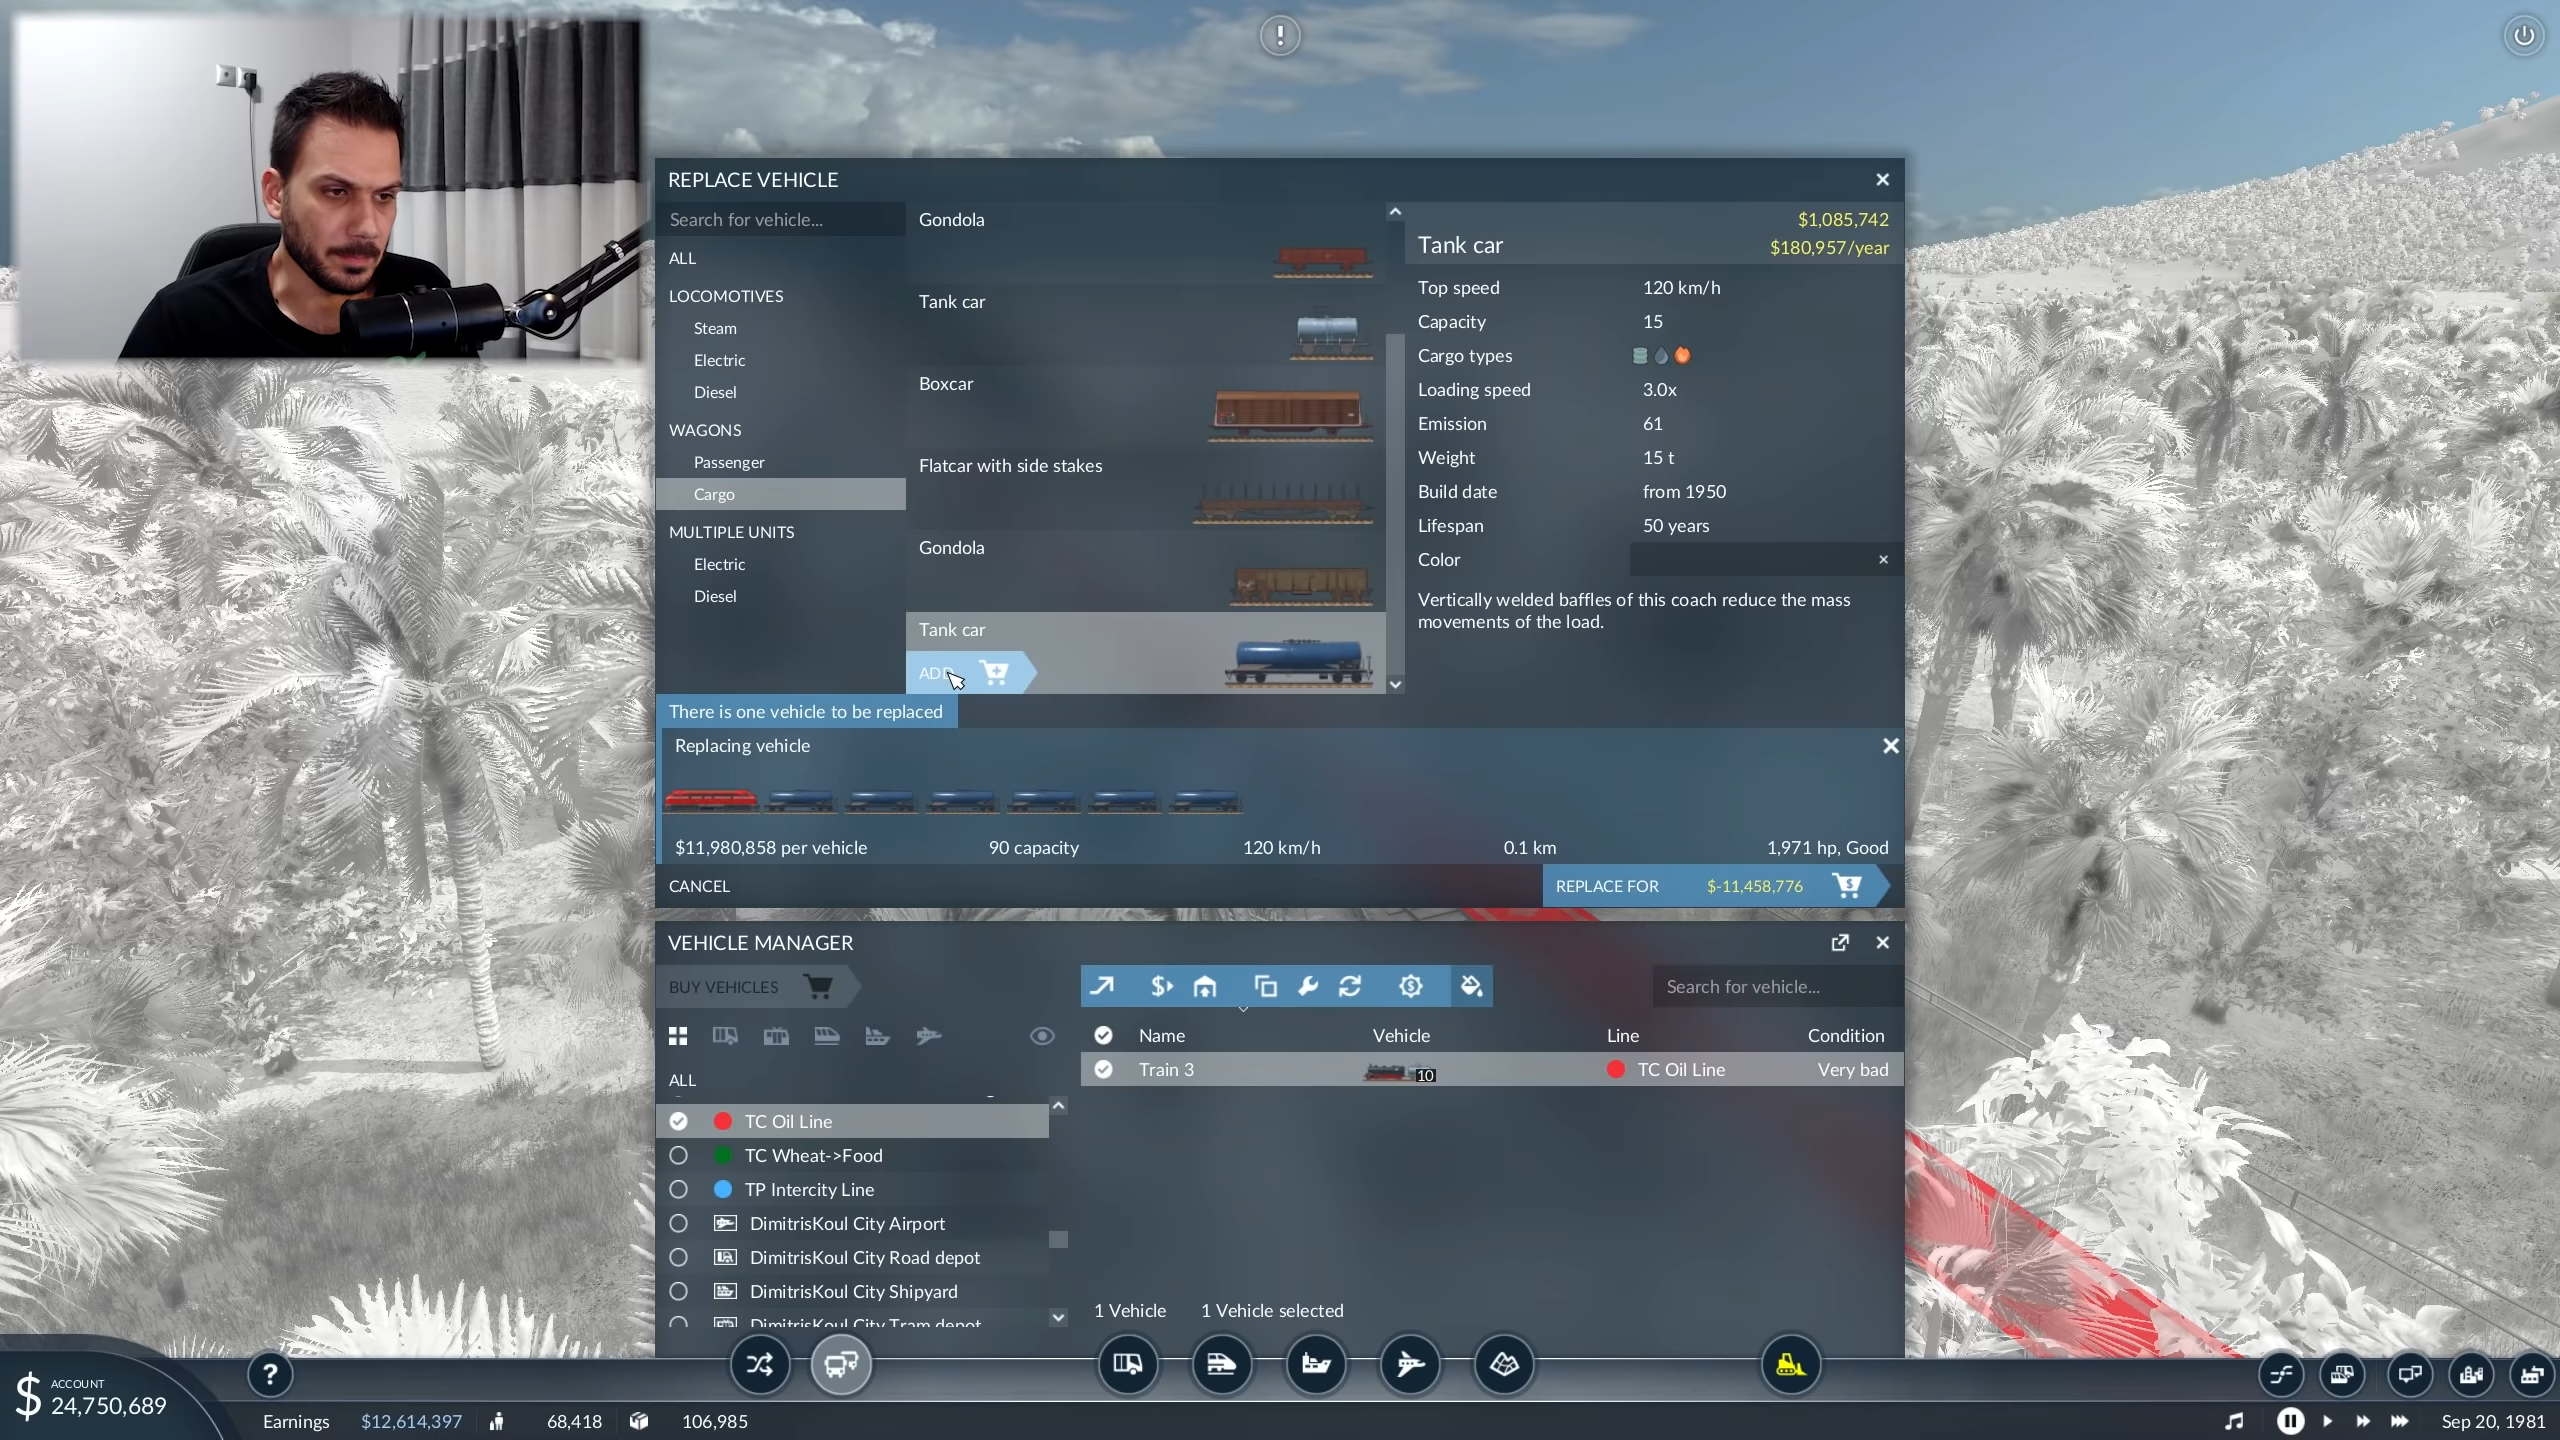 REPLACE VEHICLE
Search for vehicle...
ALL
LOCOMOTIVES
Steam
Electric
Diesel
WAGONS
Passenger
Cargo
MULTIPLE UNITS
Electric
Diesel
Gondola
Tank car
Boxcar
Flatcar with side stakes
Gondola
Tank car
ADD
$1,085,742
Tank car
$180,957/year
Top speed 120 km/h
Capacity 15
Cargo types
Loading speed 3.0x
Emission 61
Weight 15 t
Build date from 1950
Lifespan 50 years
Color
Vertically welded baffles of this coach reduce the mass
movements of the load.
There is one vehicle to be replaced
Replacing vehicle
$11,980,858 per vehicle 90 capacity 120 km/h 0.1 km 1,971 hp, Good
CANCEL
REPLACE FOR $-11,458,776
VEHICLE MANAGER
BUY VEHICLES
Search for vehicle...
ALL
TC Oil Line
TC Wheat->Food
TP Intercity Line
DimitrisKoul City Airport
DimitrisKoul City Road depot
DimitrisKoul City Shipyard
DimitrisKoul City Tram depot
Name Vehicle Line Condition
Train 3 10 TC Oil Line Very bad
1 Vehicle 1 Vehicle selected
$ ACCOUNT
24,750,689
?
Earnings $12,614,397 68,418 106,985
Sep 20, 1981